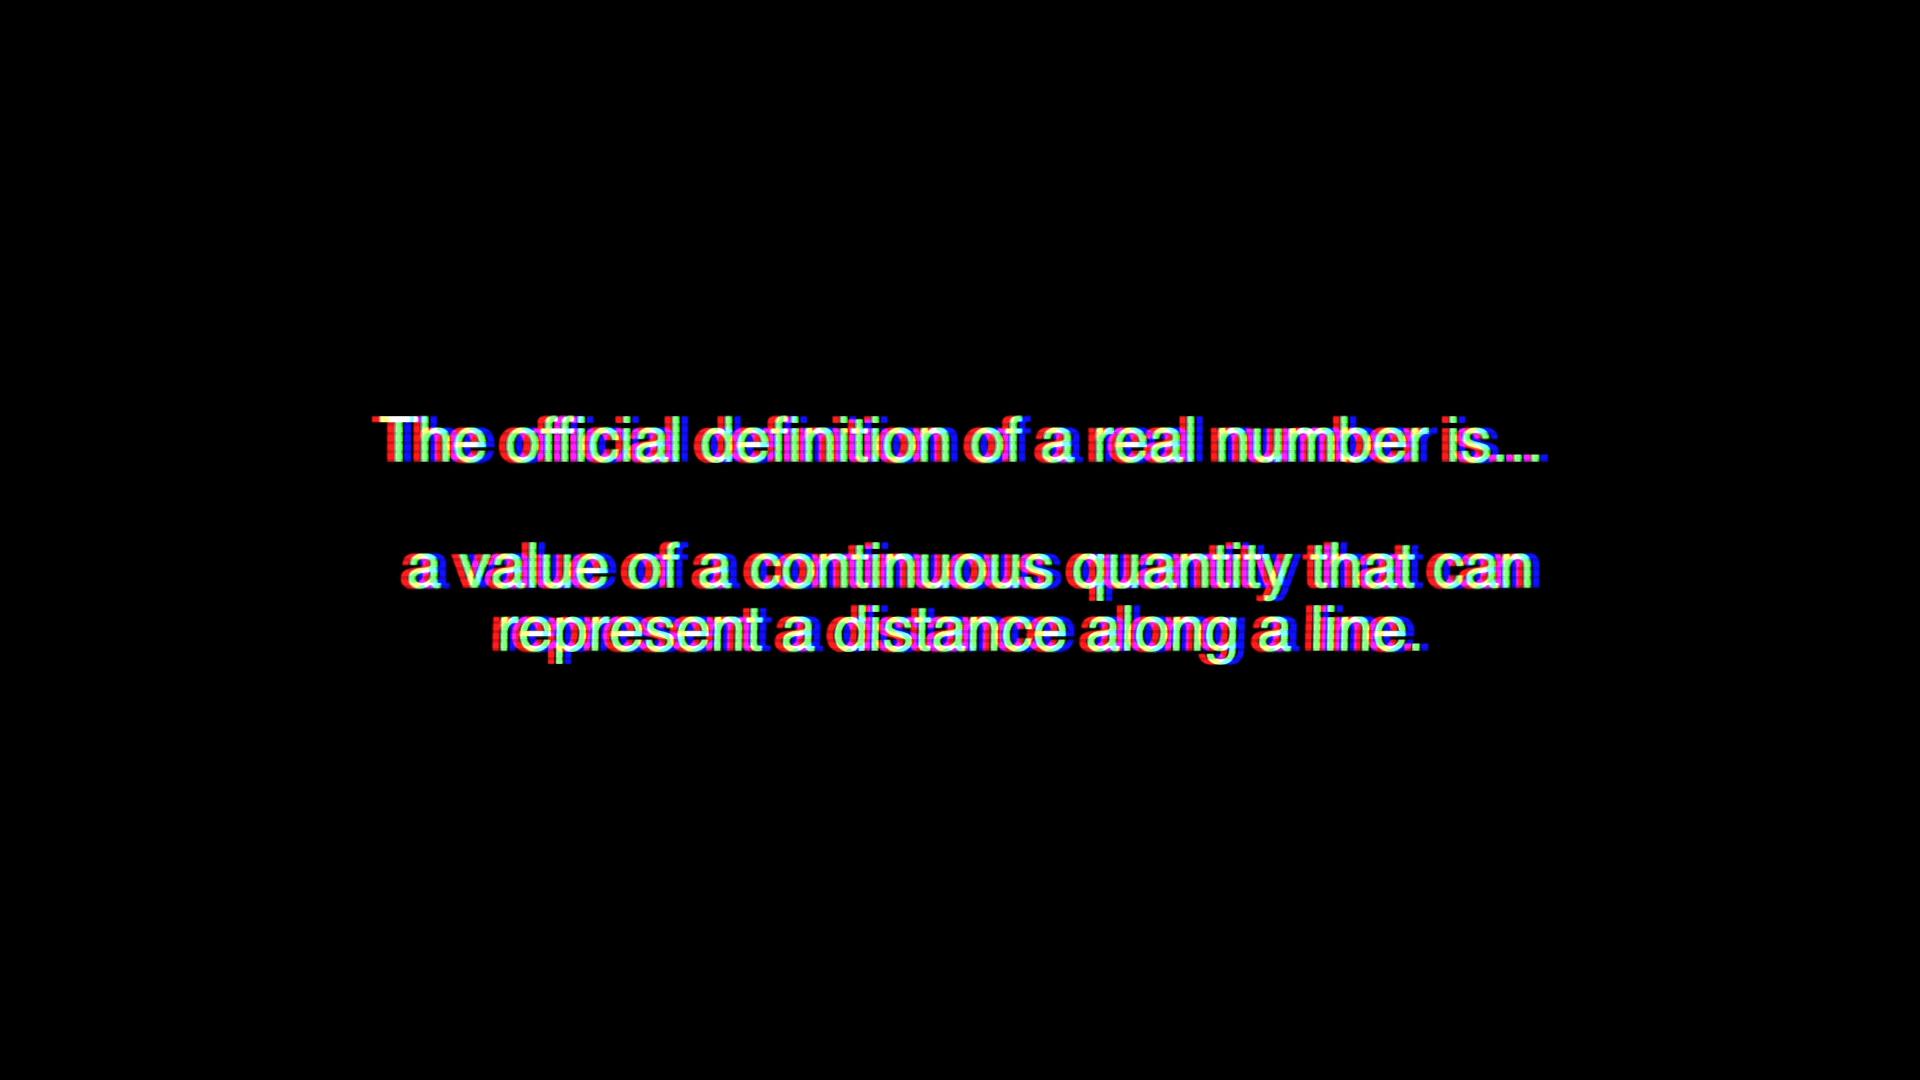 The official definition of a real number is....
a value of a continuous quantity that can
represent a distance along a line.